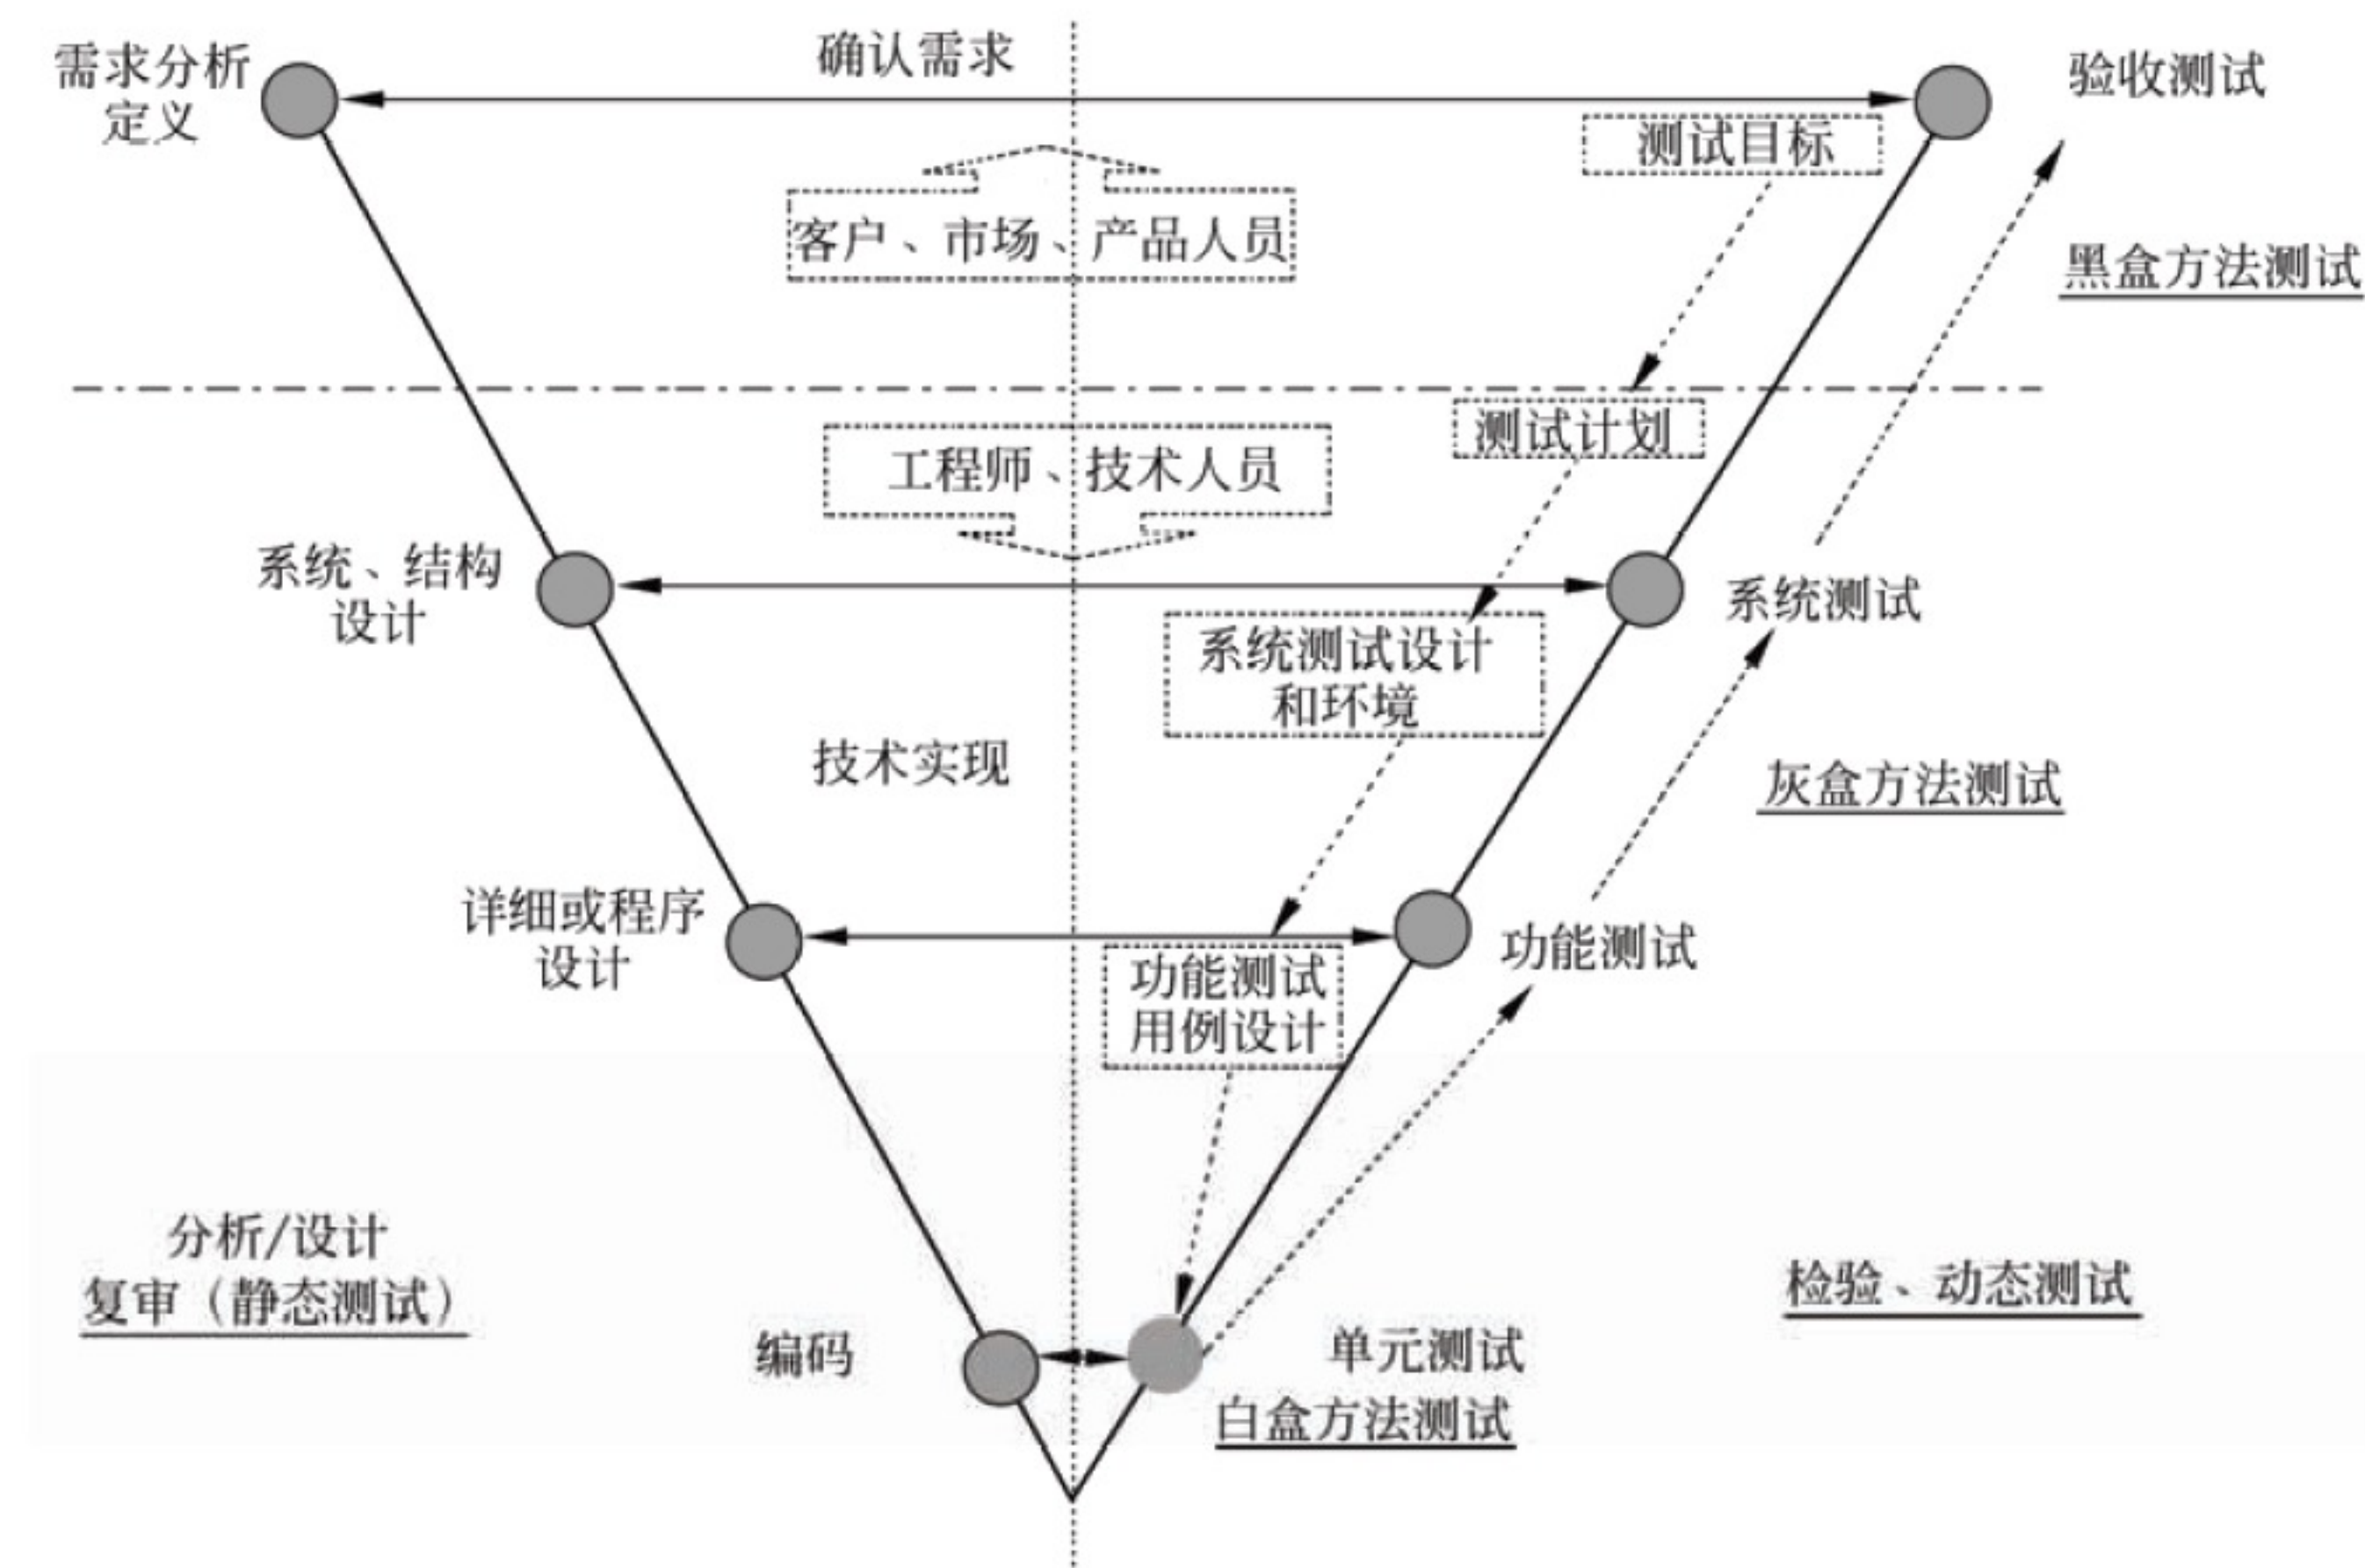 需求分析
定义
确认需求
验收测试
测试目标
客户、市场、产品人员
黑盒方法测试
测试计划
工程师、技术人员
系统、结构
设计
系统测试
系统测试设计
和环境
技术实现
灰盒方法测试
详细或程序
设计
功能测试
功能测试
用例设计
分析/设计
复审（静态测试）
检验、动态测试
编码
单元测试
白盒方法测试